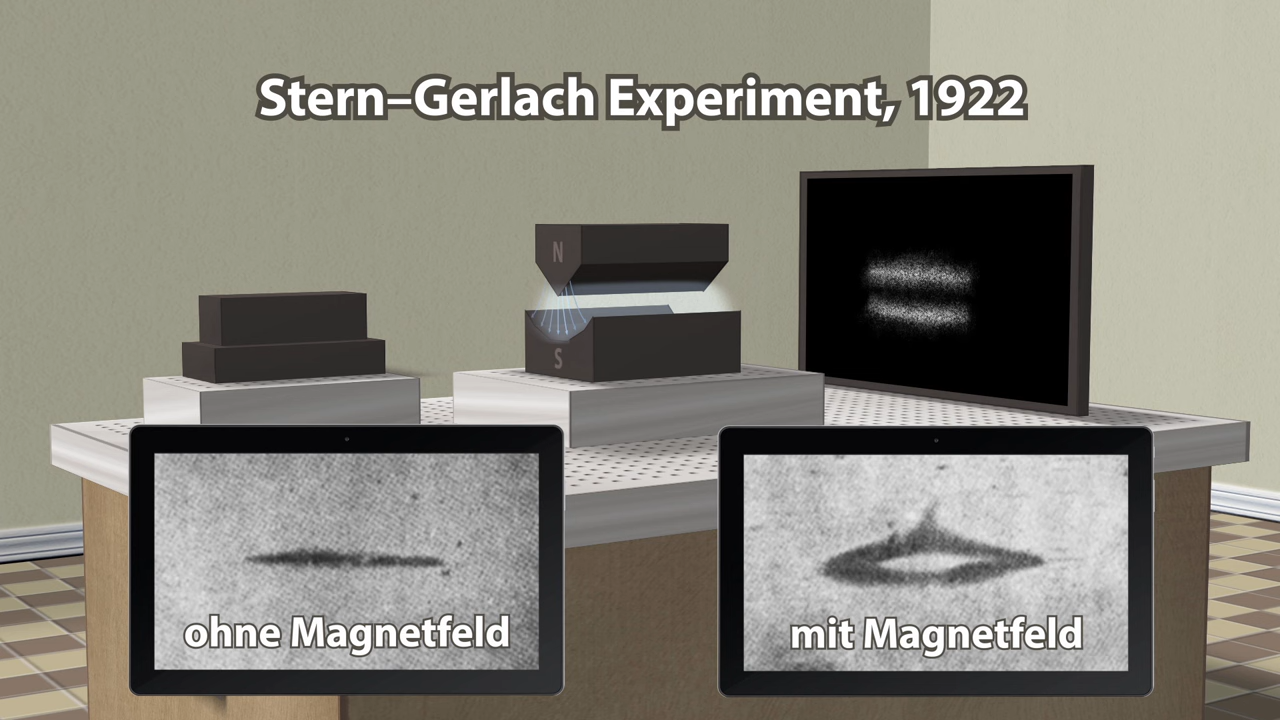 Stern–Gerlach Experiment, 1922
N
S
ohne Magnetfeld
mit Magnetfeld